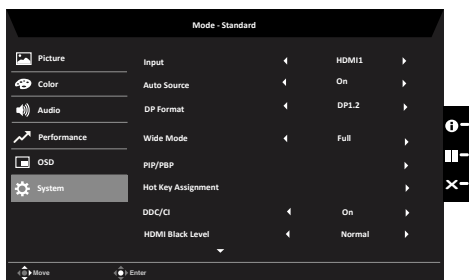 Mode - Standard
Picture
Color
Audio
Performance
OSD
System
Input HDMI1
Auto Source On
DP Format DP1.2
Wide Mode Full
PIP/PBP
Hot Key Assignment
DDC/CI On
HDMI Black Level Normal
Move Enter